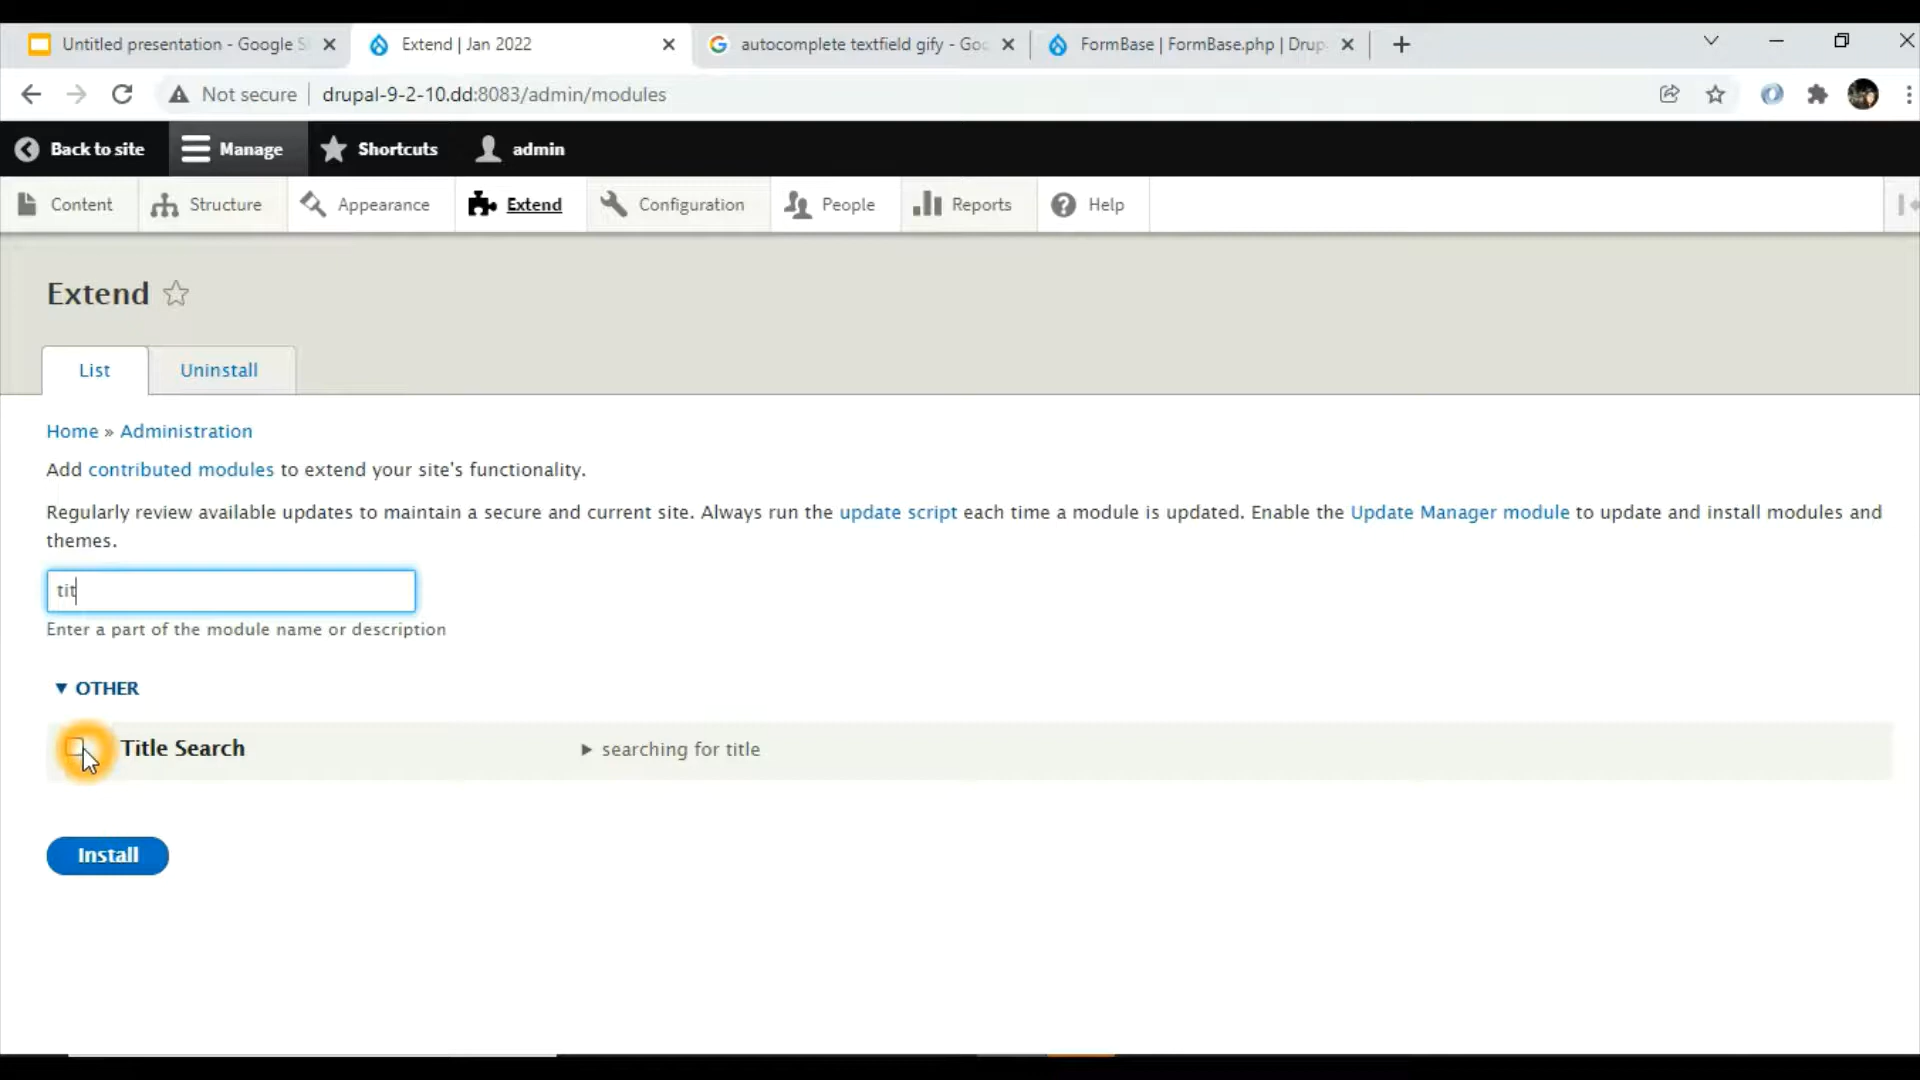 Untitled presentation - Google S
Extend | Jan 2022
autocomplete textfield gify - Goo
FormBase | FormBase.php | Drup
Not secure
drupal-9-2-10.dd:8083/admin/modules
Back to site
Manage
Shortcuts
admin
Content
Structure
Appearance
Extend
Configuration
People
Reports
Help
Extend
List
Uninstall
Home » Administration
Add contributed modules to extend your site's functionality.
Regularly review available updates to maintain a secure and current site. Always run the update script each time a module is updated. Enable the Update Manager module to update and install modules and
themes.
tit
Enter a part of the module name or description
▼ OTHER
Title Search
▶ searching for title
Install